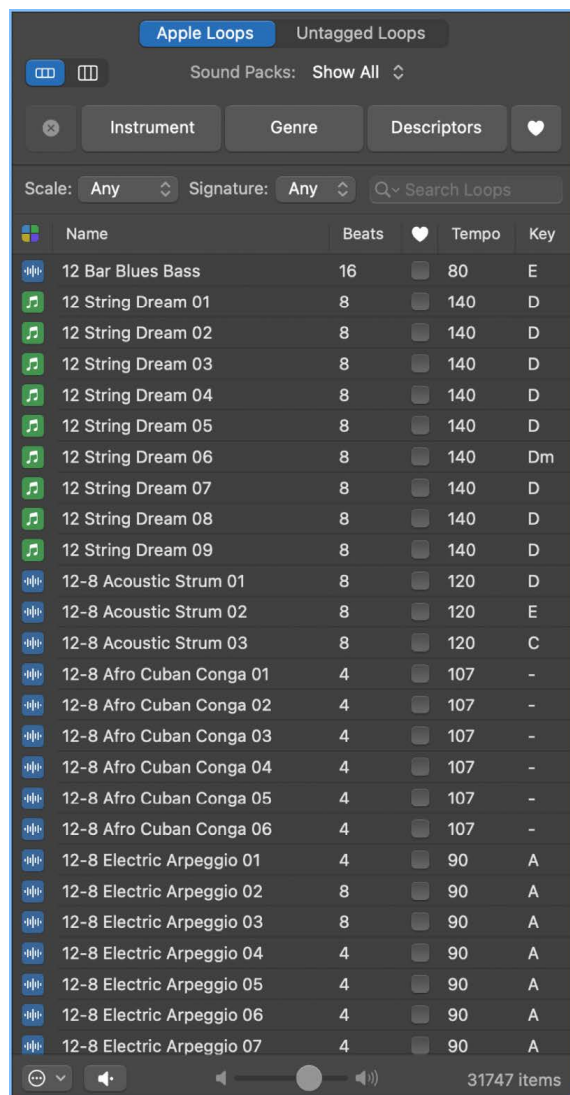 Apple Loops Untagged Loops
Sound Packs: Show All
Instrument Genre Descriptors
Scale: Any Signature: Any Search Loops
Name Beats Tempo Key
12 Bar Blues Bass 16 80 E
12 String Dream 01 8 140 D
12 String Dream 02 8 140 D
12 String Dream 03 8 140 D
12 String Dream 04 8 140 D
12 String Dream 05 8 140 D
12 String Dream 06 8 140 Dm
12 String Dream 07 8 140 D
12 String Dream 08 8 140 D
12 String Dream 09 8 140 D
12-8 Acoustic Strum 01 8 120 D
12-8 Acoustic Strum 02 8 120 E
12-8 Acoustic Strum 03 8 120 C
12-8 Afro Cuban Conga 01 4 107 -
12-8 Afro Cuban Conga 02 4 107 -
12-8 Afro Cuban Conga 03 4 107 -
12-8 Afro Cuban Conga 04 4 107 -
12-8 Afro Cuban Conga 05 4 107 -
12-8 Afro Cuban Conga 06 4 107 -
12-8 Electric Arpeggio 01 4 90 A
12-8 Electric Arpeggio 02 8 90 A
12-8 Electric Arpeggio 03 8 90 A
12-8 Electric Arpeggio 04 4 90 A
12-8 Electric Arpeggio 05 4 90 A
12-8 Electric Arpeggio 06 4 90 A
12-8 Electric Arpeggio 07 4 90 A
31747 items